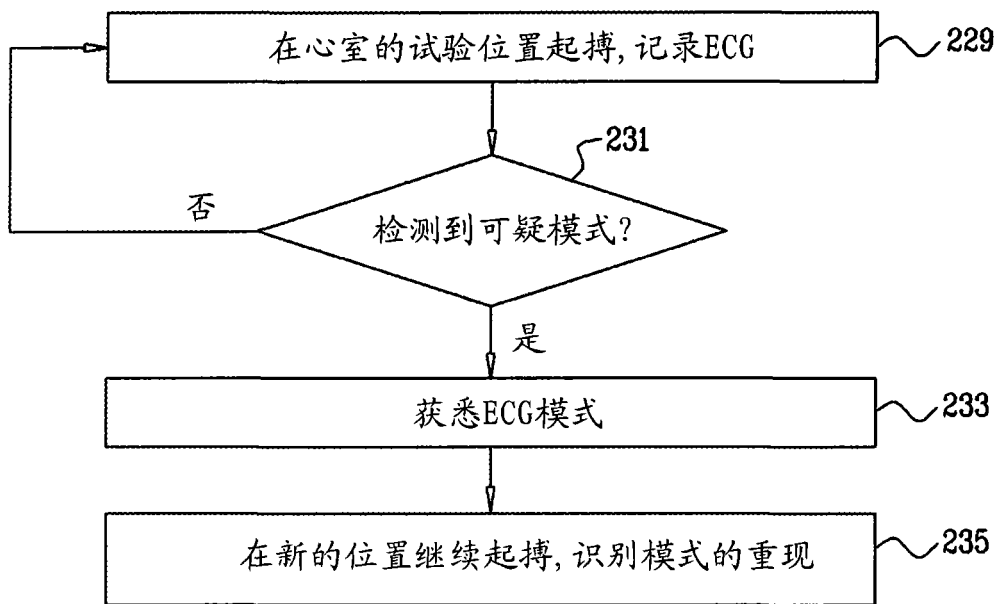 在心室的试验位置起搏,记录ECG
229
231
检测到可疑模式?
否
是
获悉ECG模式
233
在新的位置继续起搏,识别模式的重现
235